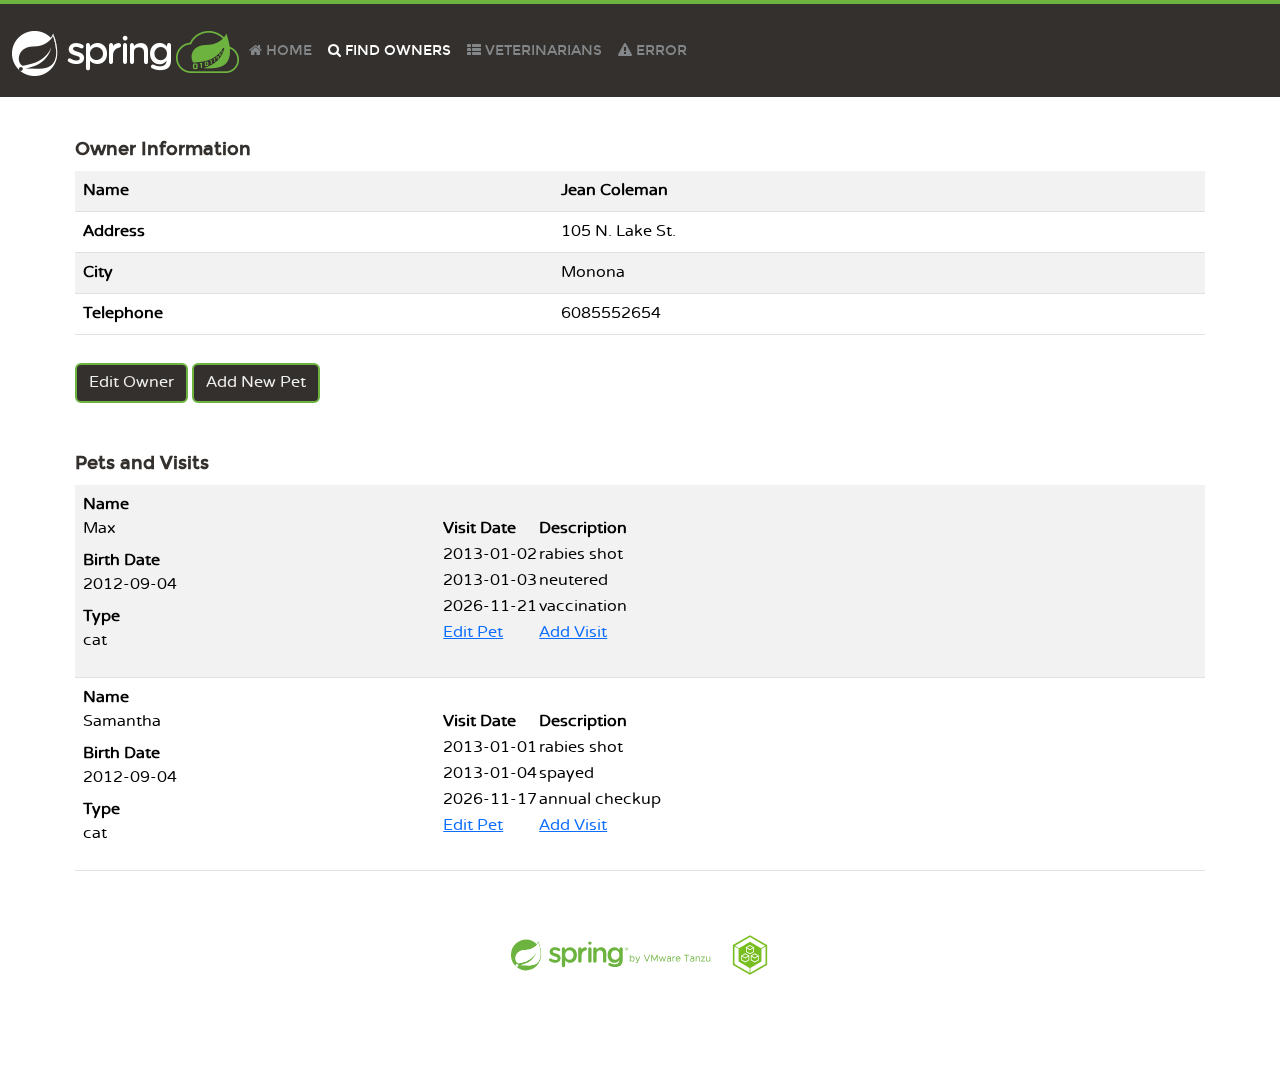 spring HOME FIND OWNERS VETERINARIANS ERROR
Owner Information
Name Jean Coleman
Address 105 N. Lake St.
City Monona
Telephone 6085552654
Edit Owner Add New Pet
Pets and Visits
Name
Max
Birth Date
2012-09-04
Type
cat
Visit Date Description
2013-01-02 rabies shot
2013-01-03 neutered
2026-11-21 vaccination
Edit Pet Add Visit
Name
Samantha
Birth Date
2012-09-04
Type
cat
Visit Date Description
2013-01-01 rabies shot
2013-01-04 spayed
2026-11-17 annual checkup
Edit Pet Add Visit
spring by VMware Tanzu